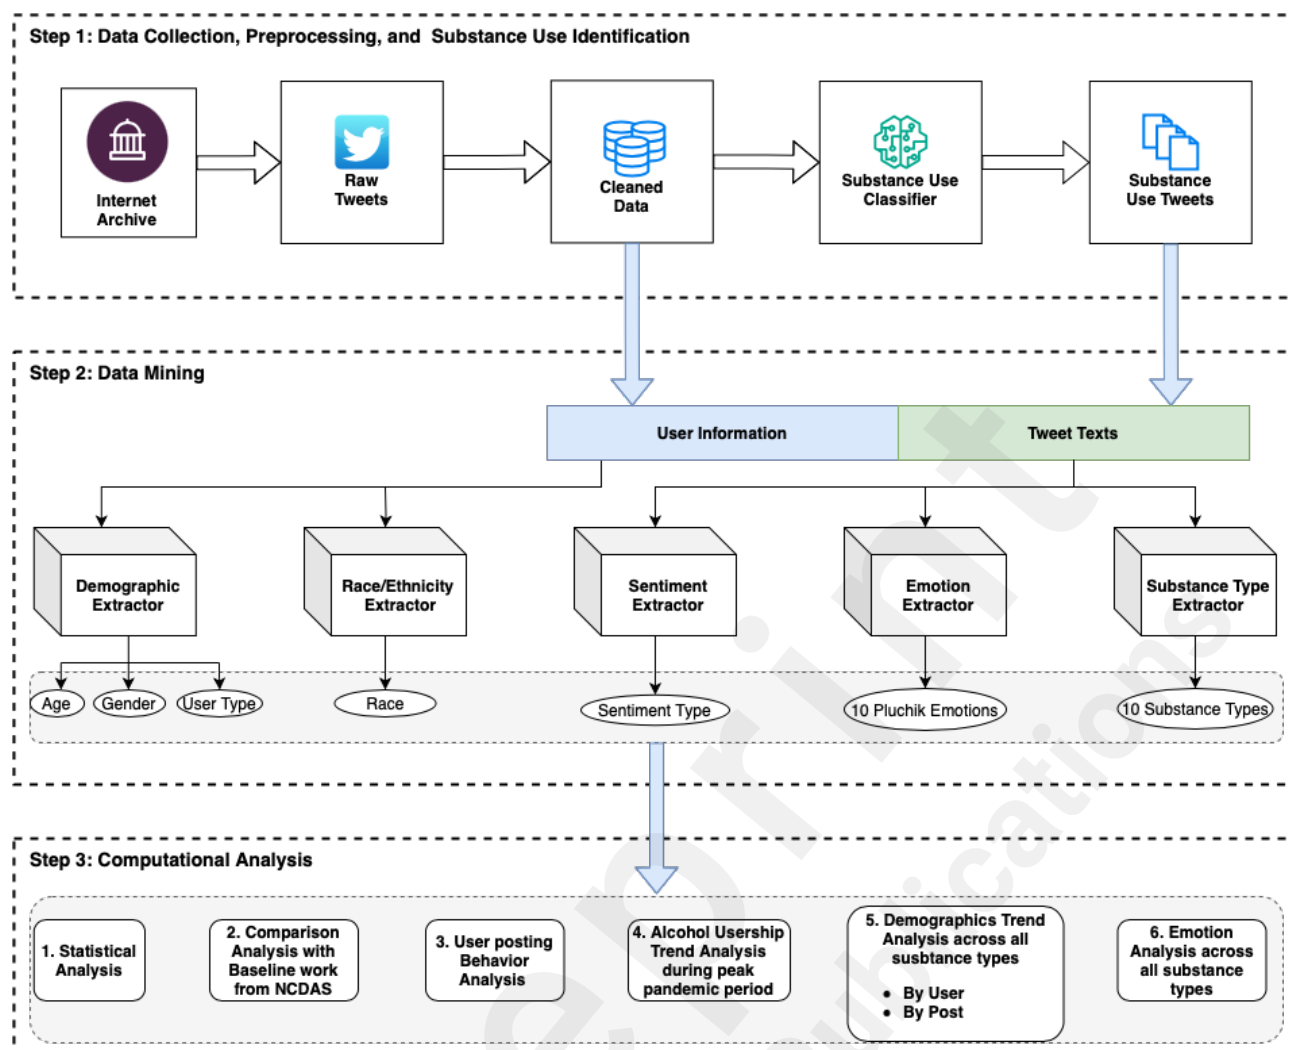 Step 1: Data Collection, Preprocessing, and Substance Use Identification
Internet
Archive
Raw
Tweets
Cleaned
Data
Substance Use
Classifier
Substance
Use Tweets
Step 2: Data Mining
User Information
Tweet Texts
Demographic
Extractor
Race/Ethnicity
Extractor
Sentiment
Extractor
Emotion
Extractor
Substance Type
Extractor
Age
Gender
User Type
Race
Sentiment Type
10 Pluchik Emotions
10 Substance Types
Step 3: Computational Analysis
1. Statistical
Analysis
2. Comparison
Analysis with
Baseline work
from NCDAS
3. User posting
Behavior
Analysis
4. Alcohol Usership
Trend Analysis
during peak
pandemic period
5. Demographics Trend
Analysis across all
susbtance types
• By User
• By Post
6. Emotion
Analysis across
all substance
types
eprint
ublications